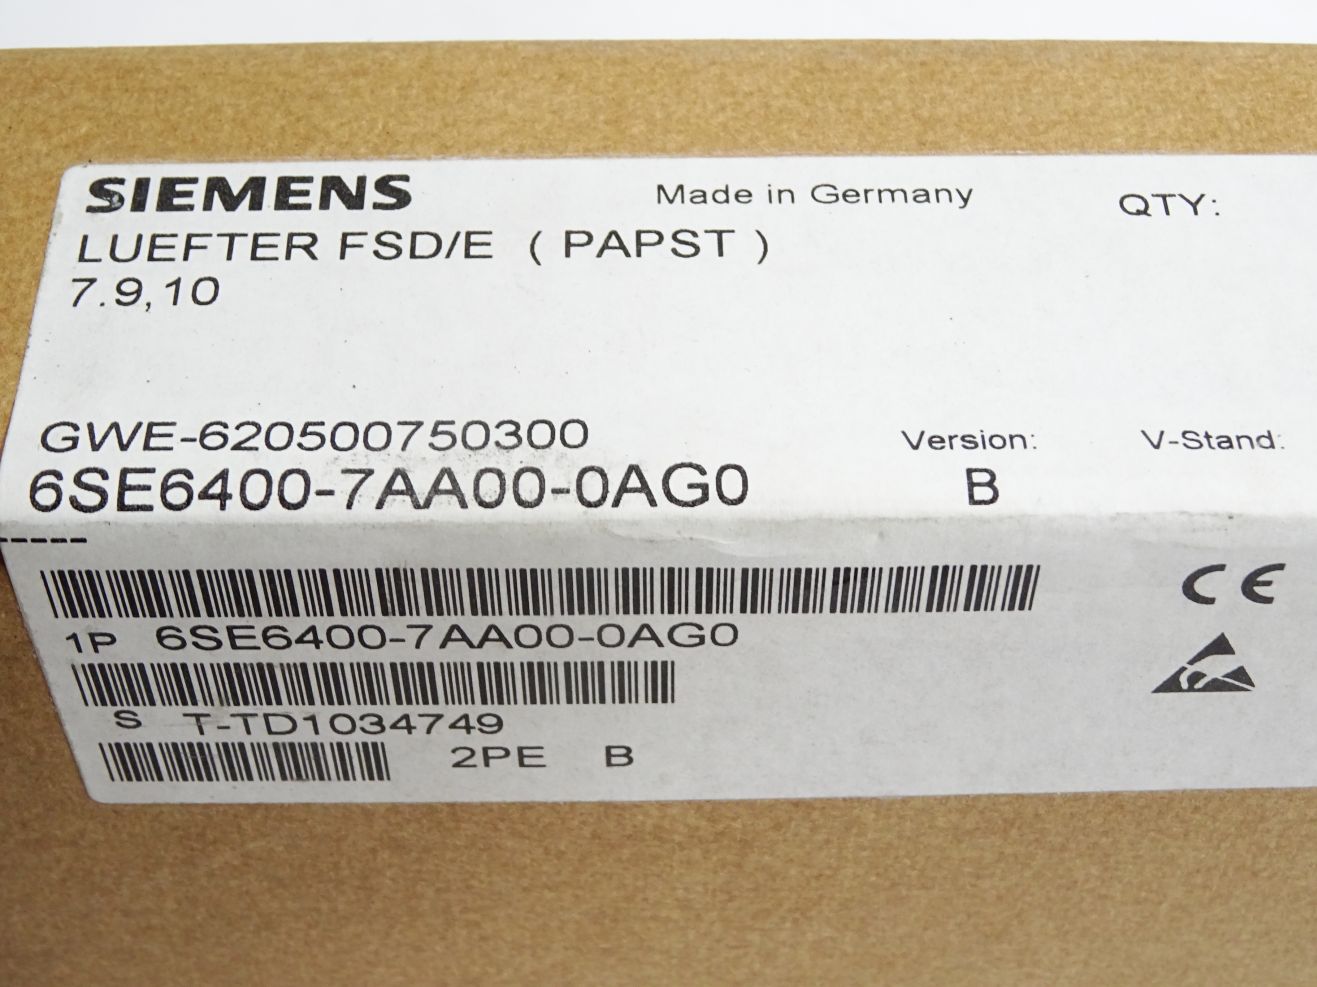 SIEMENS
Made in Germany
QTY:
LUEFTER FSD/E ( PAPST )
7.9,10
GWE-620500750300
Version:
V-Stand:
6SE6400-7AA00-0AG0
B
CE
1P 6SE6400-7AA00-0AG0
S T-TD1034749
2PE B